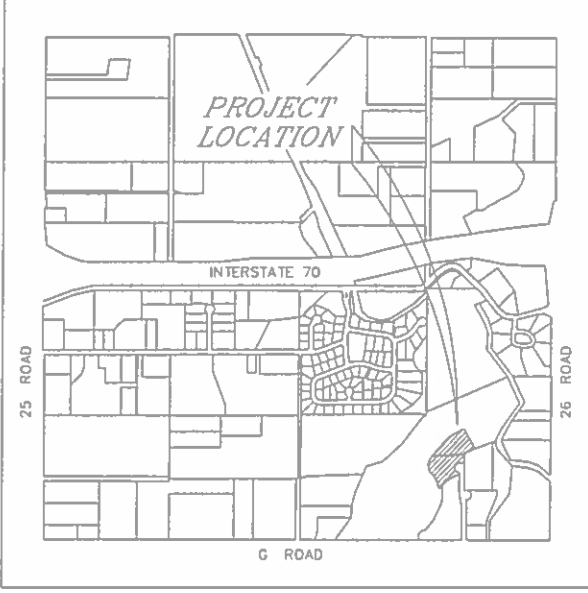 PROJECT
LOCATION
INTERSTATE 70
25 ROAD
26 ROAD
G ROAD